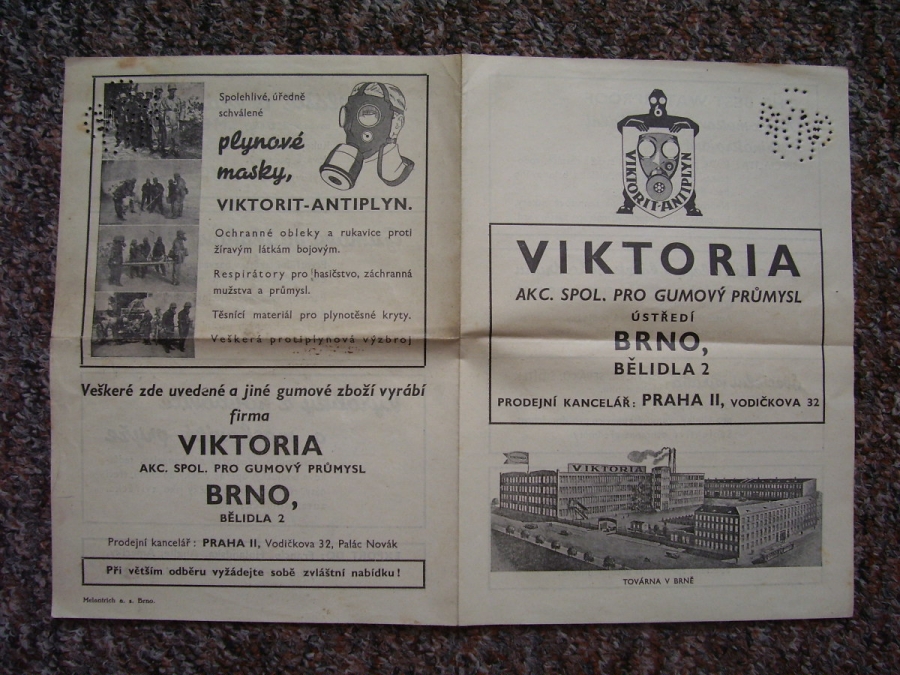 Spolehlivé, úředně
schválené
plynové
masky,
VIKTORIT-ANTIPLYN.
Ochranné obleky a rukavice proti
žíravým látkám bojovým.
Respirátory pro hasičstvo, záchranná
mužstva a průmysl.
Těsnící materiál pro plynotěsné kryty.
Veškerá protiplynová výzbroj
Veškeré zde uvedené a jiné gumové zboží vyrábí
firma
VIKTORIA
AKC. SPOL. PRO GUMOVÝ PRŮMYSL
BRNO,
BĚLIDLA 2
Prodejní kancelář: PRAHA II, Vodičkova 32, Palác Novák
Při větším odběru vyžádejte sobě zvláštní nabídku!
Melantrich a. s. Brno.
VIKTORIT-ANTIPLYN
VIKTORIA
AKC. SPOL. PRO GUMOVÝ PRŮMYSL
ÚSTŘEDÍ
BRNO,
BĚLIDLA 2
PRODEJNÍ KANCELÁŘ: PRAHA II, VODIČKOVA 32
VIKTORIA
TOVÁRNA V BRNĚ